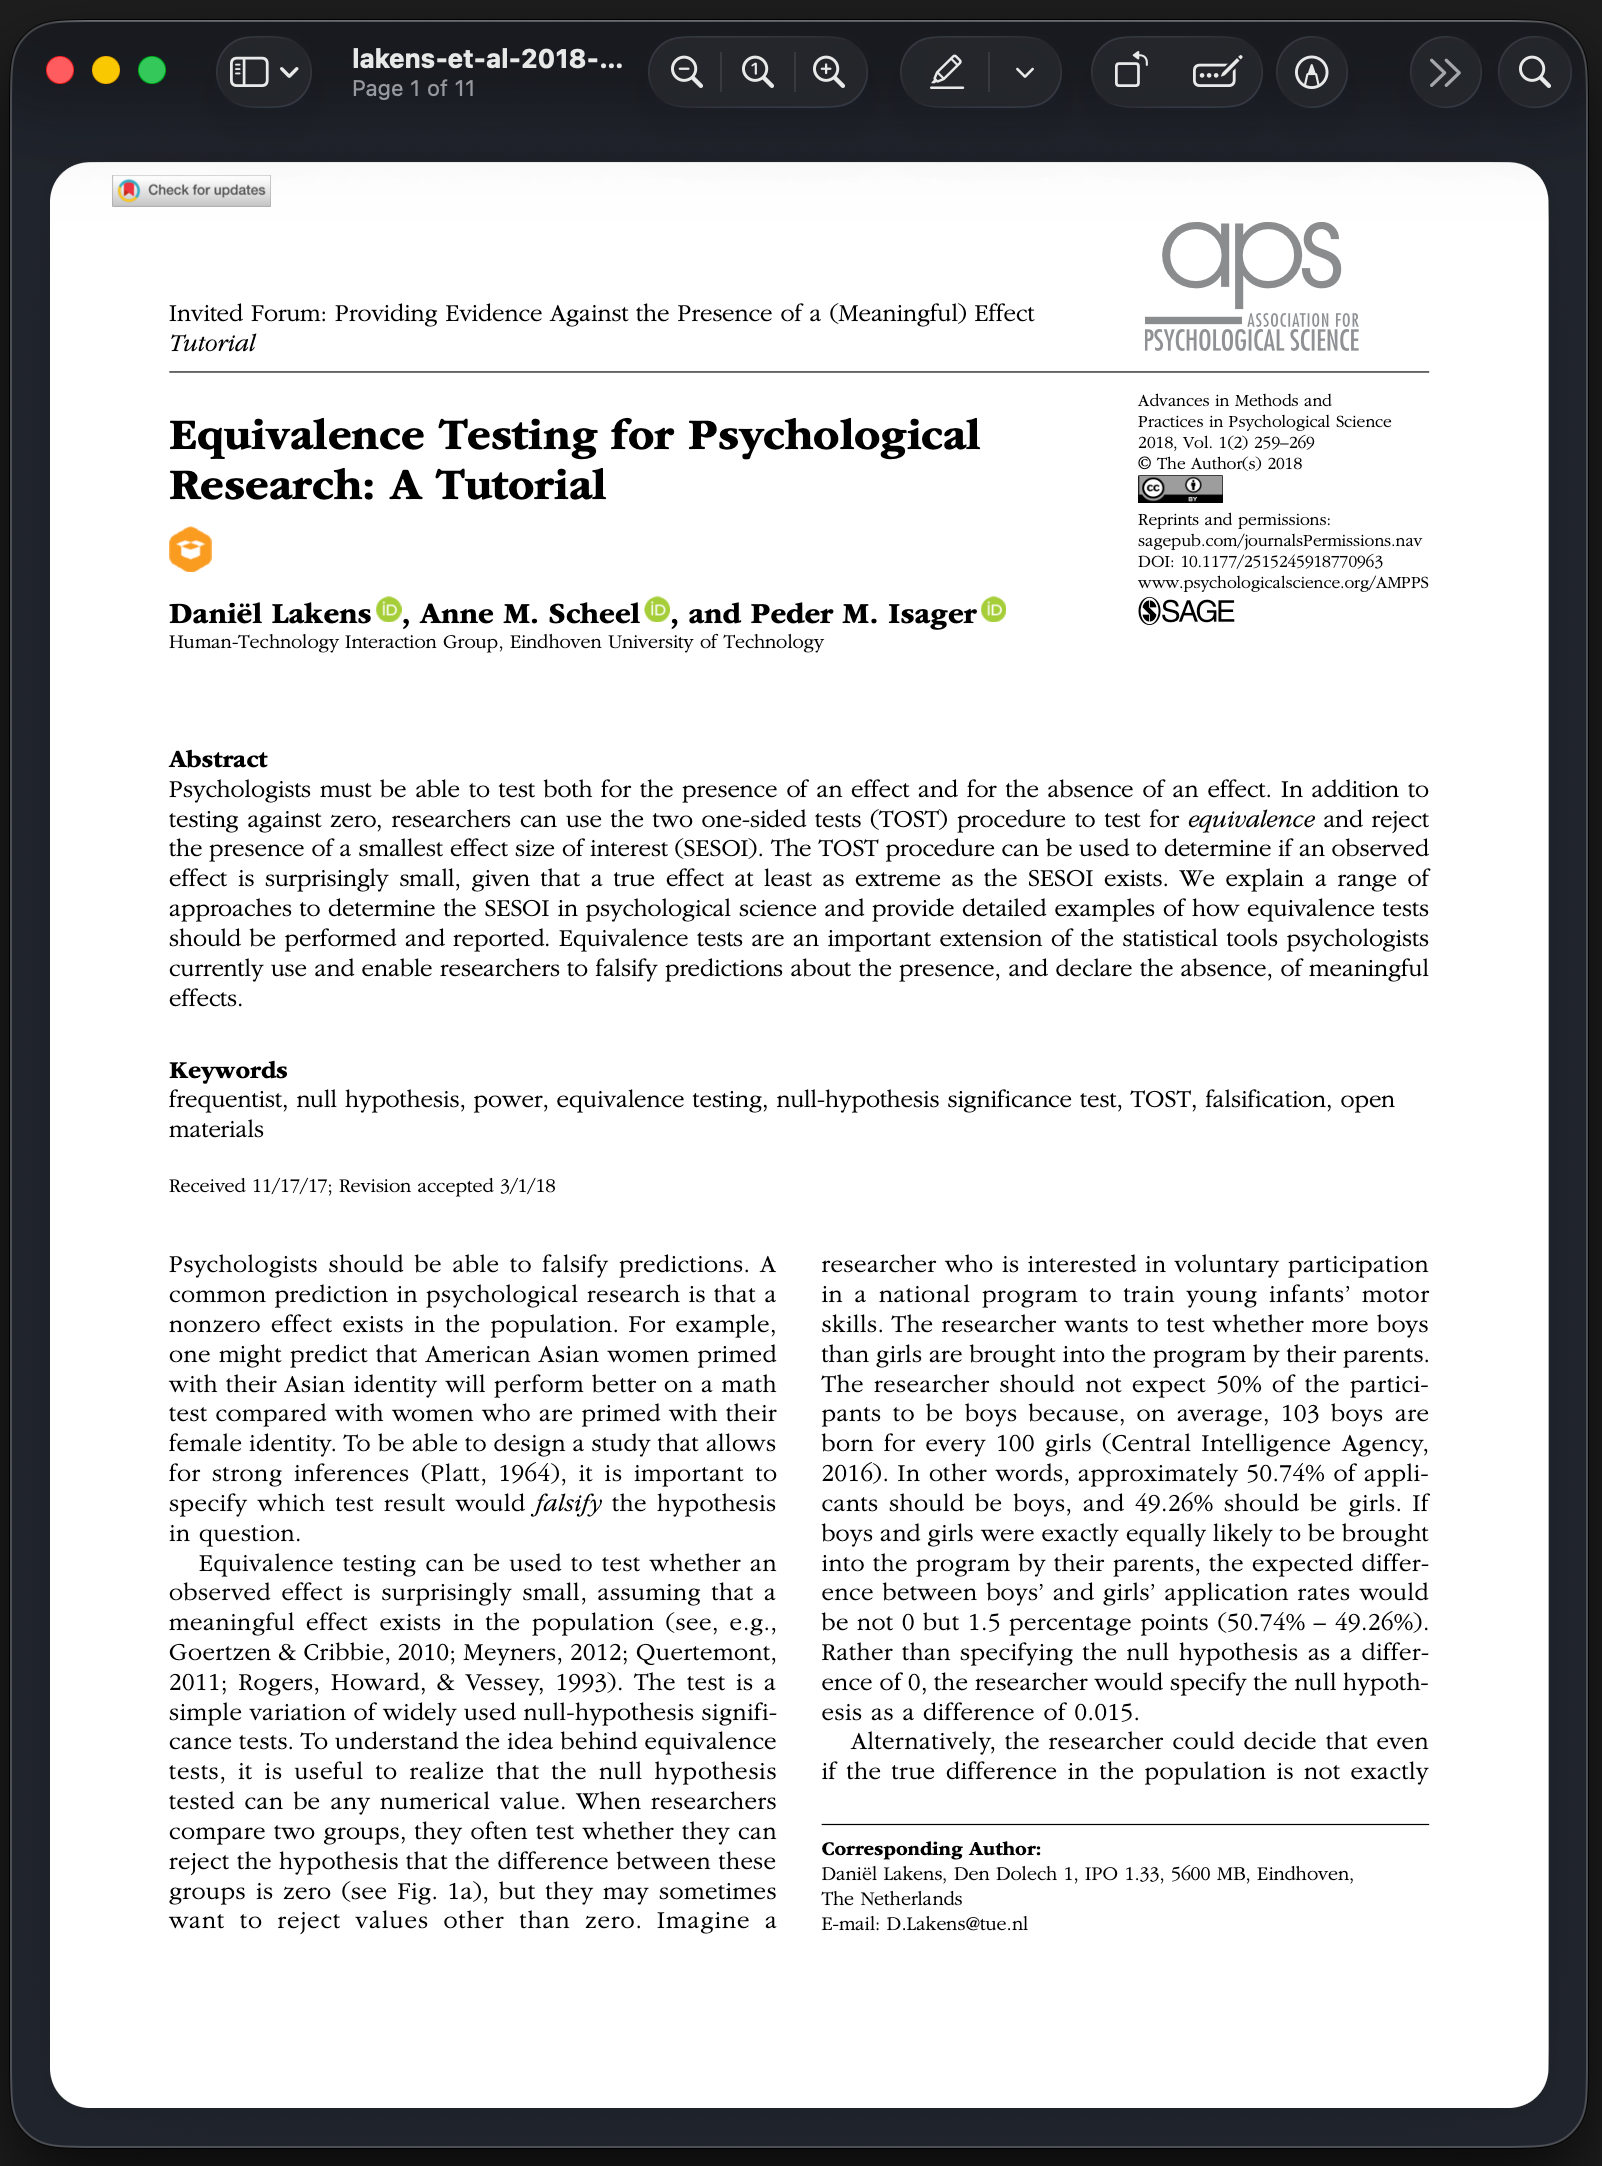 lakens-et-al-2018-...
Page 1 of 11
Check for updates
aps
ASSOCIATION FOR
PSYCHOLOGICAL SCIENCE
Invited Forum: Providing Evidence Against the Presence of a (Meaningful) Effect
Tutorial
Equivalence Testing for Psychological
Research: A Tutorial
Daniël Lakens iD, Anne M. Scheel iD, and Peder M. Isager iD
Human-Technology Interaction Group, Eindhoven University of Technology
Advances in Methods and
Practices in Psychological Science
2018, Vol. 1(2) 259–269
© The Author(s) 2018
cc BY
Reprints and permissions:
sagepub.com/journalsPermissions.nav
DOI: 10.1177/2515245918770963
www.psychologicalscience.org/AMPPS
SAGE
Abstract
Psychologists must be able to test both for the presence of an effect and for the absence of an effect. In addition to
testing against zero, researchers can use the two one-sided tests (TOST) procedure to test for equivalence and reject
the presence of a smallest effect size of interest (SESOI). The TOST procedure can be used to determine if an observed
effect is surprisingly small, given that a true effect at least as extreme as the SESOI exists. We explain a range of
approaches to determine the SESOI in psychological science and provide detailed examples of how equivalence tests
should be performed and reported. Equivalence tests are an important extension of the statistical tools psychologists
currently use and enable researchers to falsify predictions about the presence, and declare the absence, of meaningful
effects.
Keywords
frequentist, null hypothesis, power, equivalence testing, null-hypothesis significance test, TOST, falsification, open
materials
Received 11/17/17; Revision accepted 3/1/18
Psychologists should be able to falsify predictions. A
common prediction in psychological research is that a
nonzero effect exists in the population. For example,
one might predict that American Asian women primed
with their Asian identity will perform better on a math
test compared with women who are primed with their
female identity. To be able to design a study that allows
for strong inferences (Platt, 1964), it is important to
specify which test result would falsify the hypothesis
in question.
Equivalence testing can be used to test whether an
observed effect is surprisingly small, assuming that a
meaningful effect exists in the population (see, e.g.,
Goertzen & Cribbie, 2010; Meyners, 2012; Quertemont,
2011; Rogers, Howard, & Vessey, 1993). The test is a
simple variation of widely used null-hypothesis signifi-
cance tests. To understand the idea behind equivalence
tests, it is useful to realize that the null hypothesis
tested can be any numerical value. When researchers
compare two groups, they often test whether they can
reject the hypothesis that the difference between these
groups is zero (see Fig. 1a), but they may sometimes
want to reject values other than zero. Imagine a
researcher who is interested in voluntary participation
in a national program to train young infants’ motor
skills. The researcher wants to test whether more boys
than girls are brought into the program by their parents.
The researcher should not expect 50% of the partici-
pants to be boys because, on average, 103 boys are
born for every 100 girls (Central Intelligence Agency,
2016). In other words, approximately 50.74% of appli-
cants should be boys, and 49.26% should be girls. If
boys and girls were exactly equally likely to be brought
into the program by their parents, the expected differ-
ence between boys’ and girls’ application rates would
be not 0 but 1.5 percentage points (50.74% – 49.26%).
Rather than specifying the null hypothesis as a differ-
ence of 0, the researcher would specify the null hypoth-
esis as a difference of 0.015.
Alternatively, the researcher could decide that even
if the true difference in the population is not exactly
Corresponding Author:
Daniël Lakens, Den Dolech 1, IPO 1.33, 5600 MB, Eindhoven,
The Netherlands
E-mail: D.Lakens@tue.nl